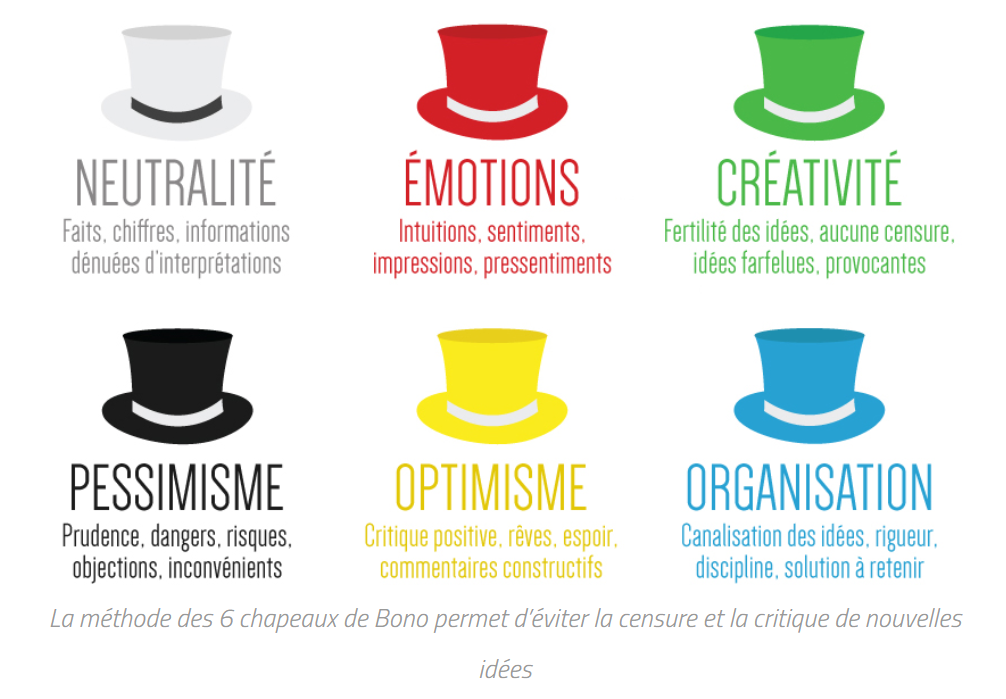 NEUTRALITÉ
Faits, chiffres, informations
dénuées d'interprétations
ÉMOTIONS
Intuitions, sentiments,
impressions, pressentiments
CRÉATIVITÉ
Fertilité des idées, aucune censure,
idées farfelues, provocantes
PESSIMISME
Prudence, dangers, risques,
objections, inconvénients
OPTIMISME
Critique positive, rêves, espoir,
commentaires constructifs
ORGANISATION
Canalisation des idées, rigueur,
discipline, solution à retenir
La méthode des 6 chapeaux de Bono permet d'éviter la censure et la critique de nouvelles
idées